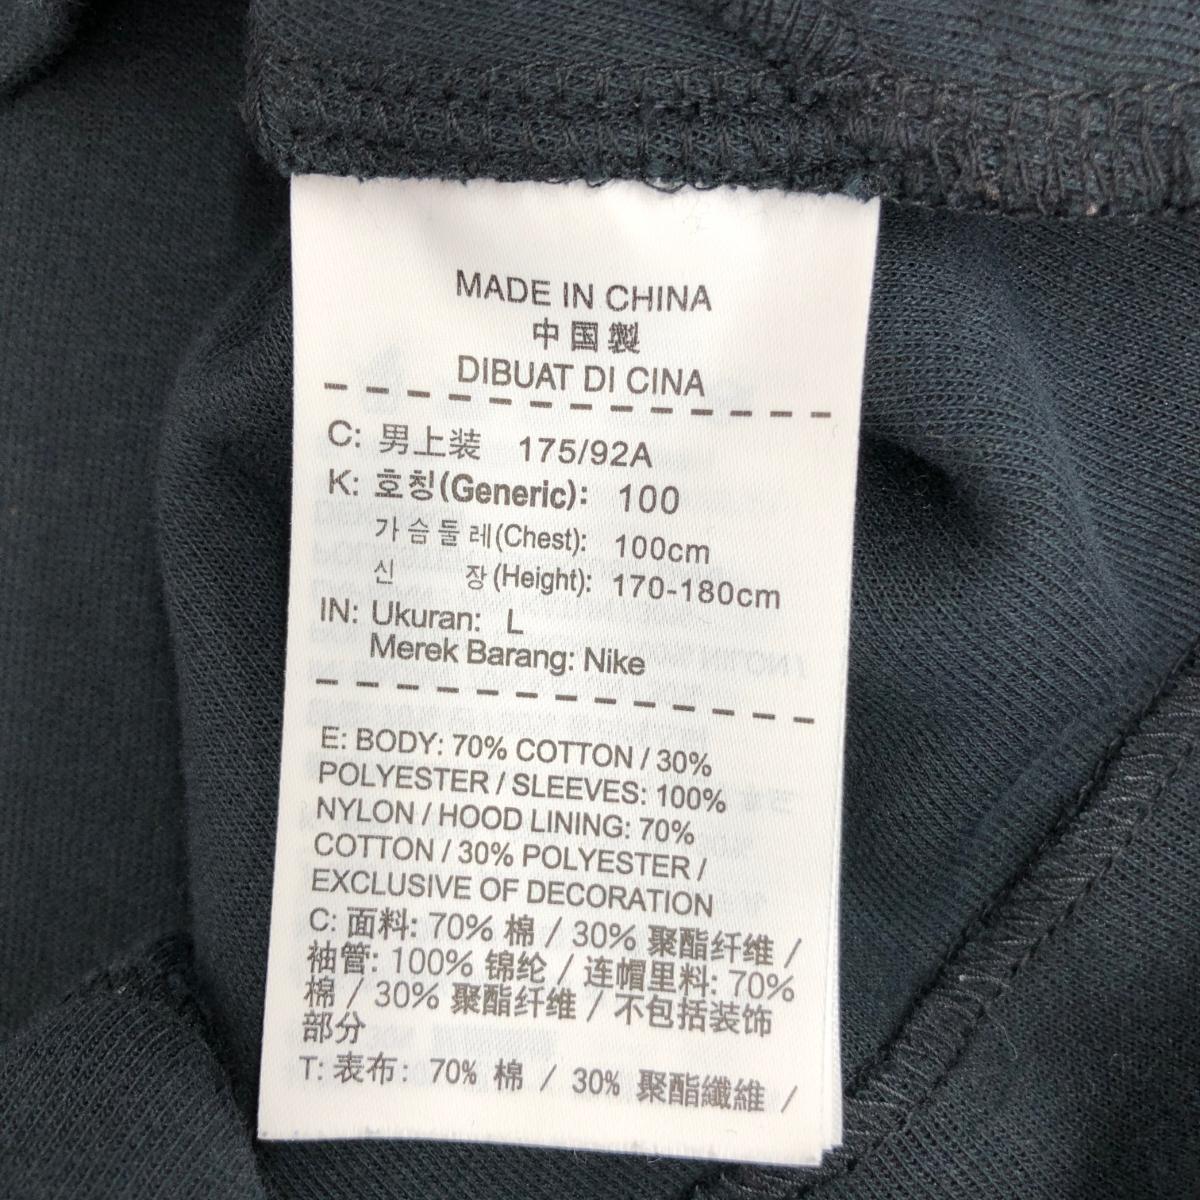 MADE IN CHINA
中国製
DIBUAT DI CINA
C: 男上装 175/92A
K: 호칭(Generic): 100
가슴둘레(Chest): 100cm
신 장(Height): 170-180cm
IN: Ukuran: L
Merek Barang: Nike
E: BODY: 70% COTTON / 30%
POLYESTER / SLEEVES: 100%
NYLON / HOOD LINING: 70%
COTTON / 30% POLYESTER /
EXCLUSIVE OF DECORATION
C: 面料: 70% 棉 / 30% 聚酯纤维 /
袖管: 100% 锦纶 / 连帽里料: 70%
棉 / 30% 聚酯纤维 / 不包括装饰
部分
T: 表布: 70% 棉 / 30% 聚酯纖維 /